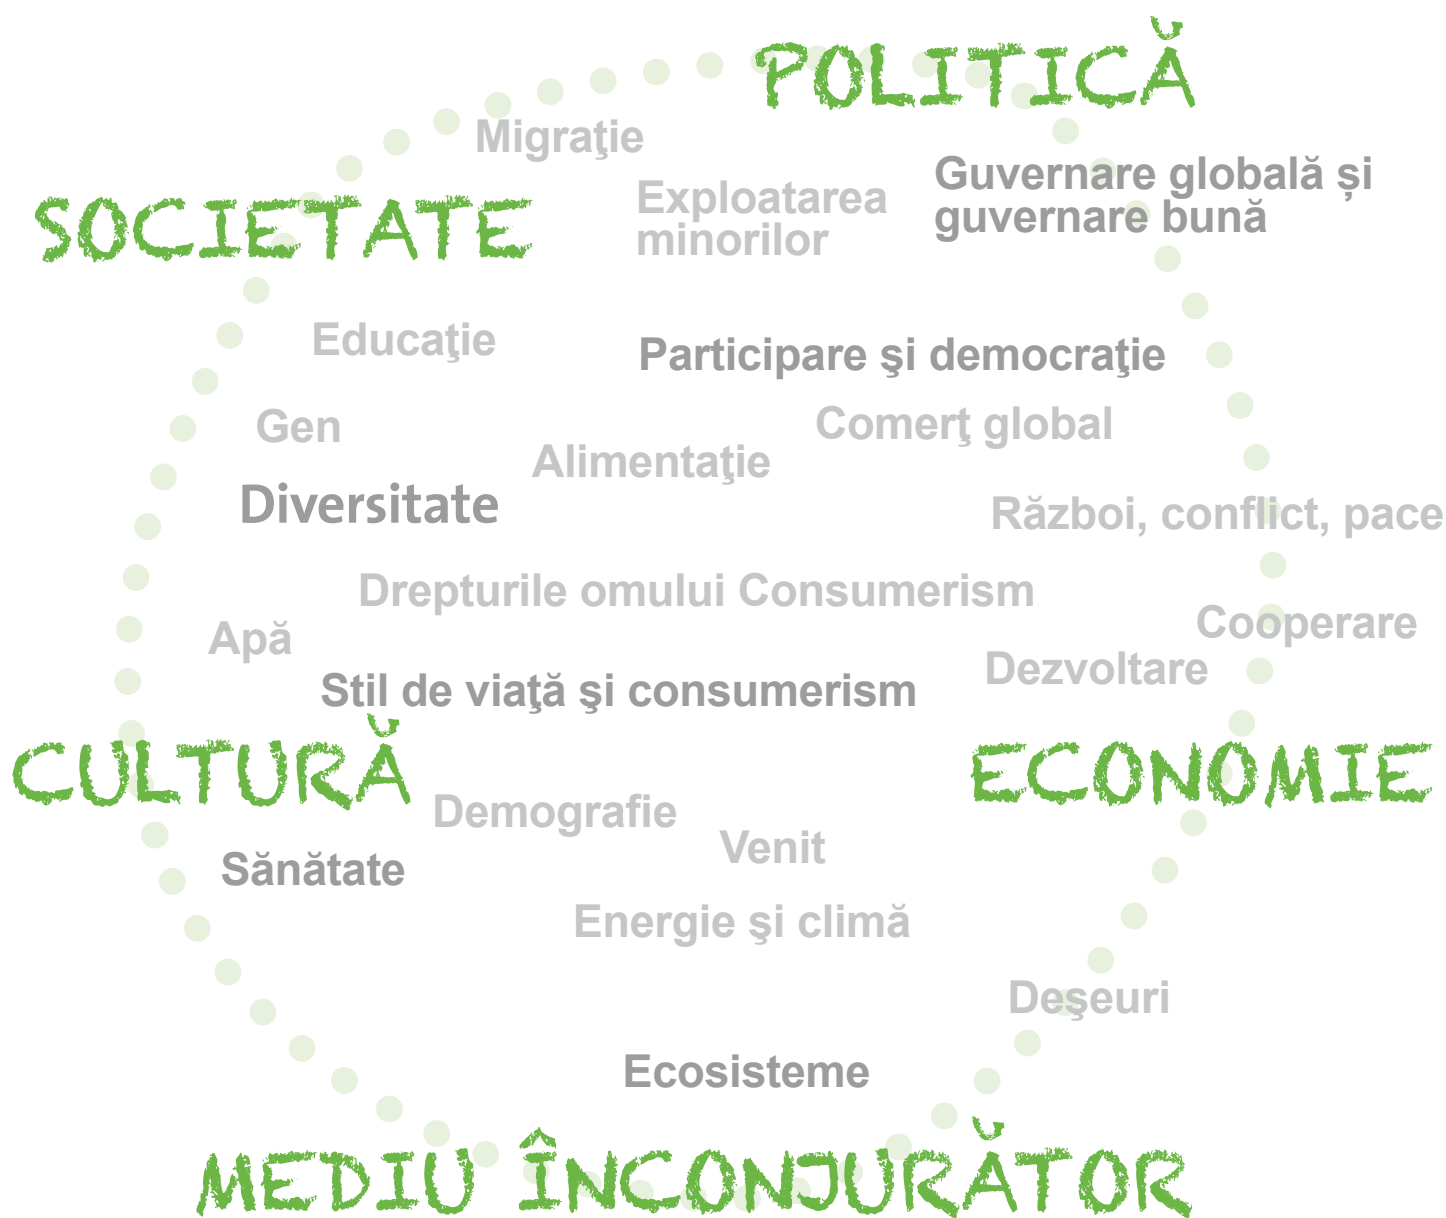 POLITICĂ
Migraţie
Exploatarea
minorilor
Guvernare globală și
guvernare bună
SOCIETATE
Educaţie
Participare şi democraţie
Gen
Comerţ global
Alimentaţie
Diversitate
Război, conflict, pace
Drepturile omului Consumerism
Cooperare
Apă
Dezvoltare
Stil de viaţă şi consumerism
CULTURĂ
ECONOMIE
Demografie
Venit
Sănătate
Energie şi climă
Deşeuri
Ecosisteme
MEDIU ÎNCONJURĂTOR